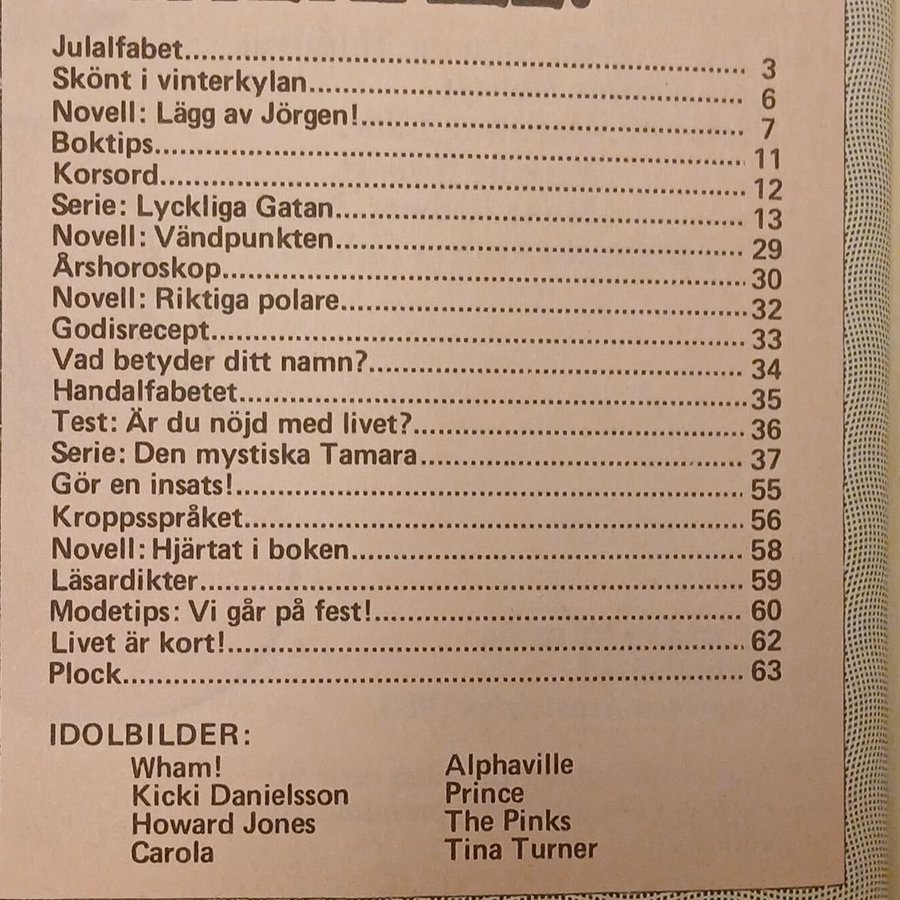 Julalfabet 3
Skönt i vinterkylan 6
Novell: Lägg av Jörgen! 7
Boktips 11
Korsord 12
Serie: Lyckliga Gatan 13
Novell: Vändpunkten 29
Årshoroskop 30
Novell: Riktiga polare 32
Godisrecept 33
Vad betyder ditt namn? 34
Handalfabetet 35
Test: Är du nöjd med livet? 36
Serie: Den mystiska Tamara 37
Gör en insats! 55
Kroppsspråket 56
Novell: Hjärtat i boken 58
Läsardikter 59
Modetips: Vi går på fest! 60
Livet är kort! 62
Plock 63
IDOLBILDER:
Wham! Alphaville
Kicki Danielsson Prince
Howard Jones The Pinks
Carola Tina Turner